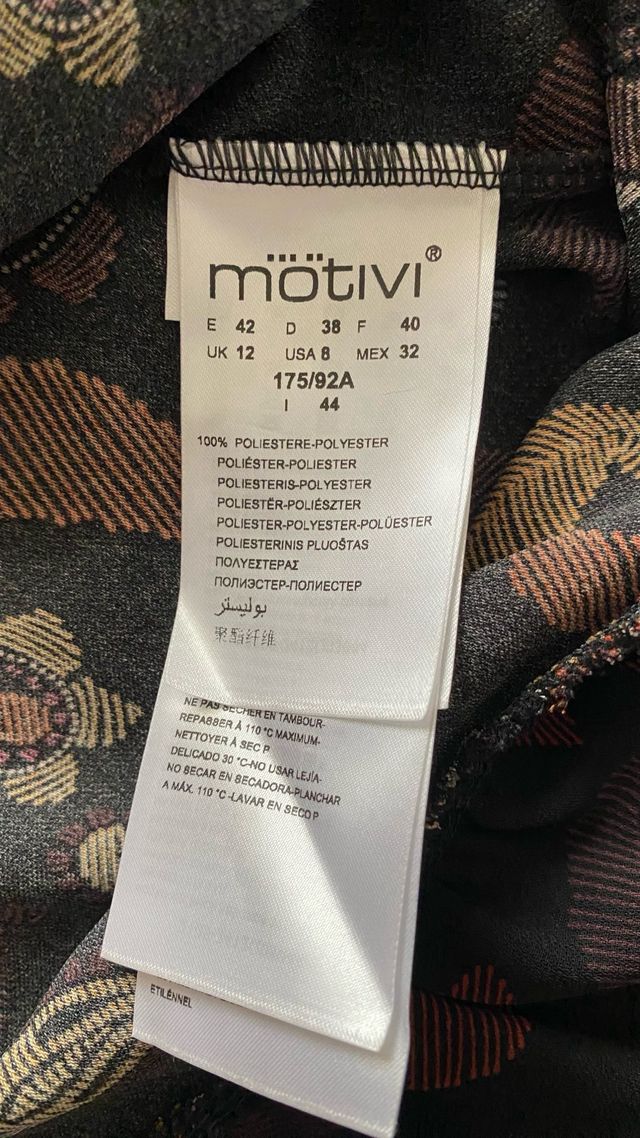 mötivi®
E 42 D 38 F 40
UK 12 USA 8 MEX 32
175/92A
I 44
100% POLIESTERE-POLYESTER
POLIÉSTER-POLIESTER
POLIESTERIS-POLYESTER
POLIESTĒR-POLIÉSZTER
POLIESTER-POLYESTER-POLÜESTER
POLIESTERINIS PLUOŠTAS
ΠΟΛΥΕΣΤΕΡΑΣ
ПОЛИЭСТЕР-ПОЛИЕСТЕР
بوليستر
聚酯纤维
NE PAS SECHER EN TAMBOUR-
REPASSER À 110 °C MAXIMUM-
NETTOYER À SEC P
DELICADO 30 °C-NO USAR LEJÍA-
NO SECAR EN SECADORA-PLANCHAR
A MÁX. 110 °C -LAVAR EN SECO P
ETILÉNNEL